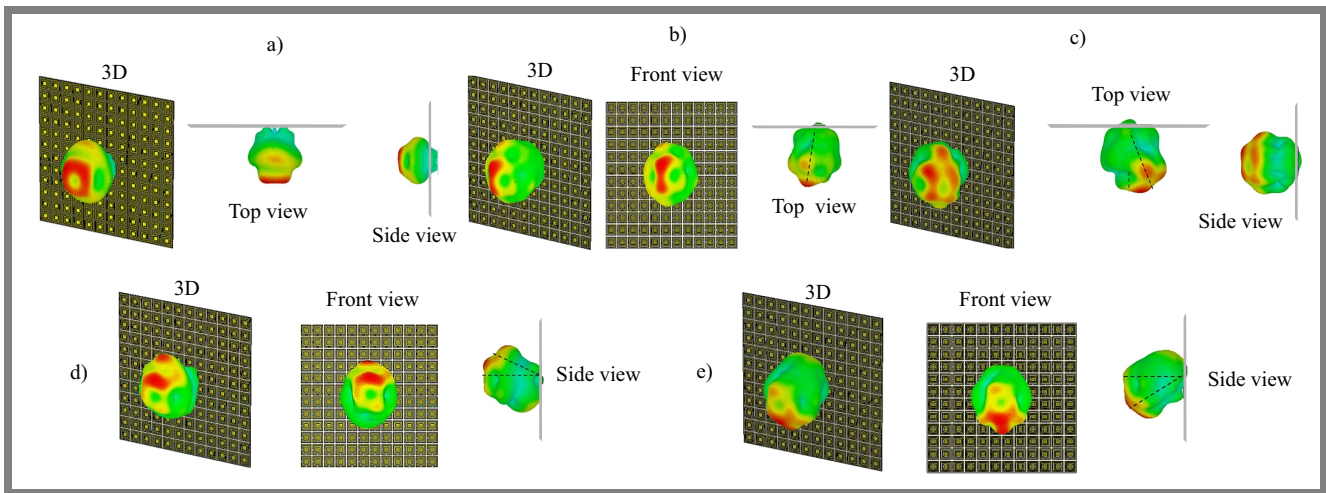 a)
3D
Top view
Side view
b)
3D
Front view
Top view
c)
3D
Top view
Side view
d)
3D
Front view
Side view
e)
3D
Front view
Side view